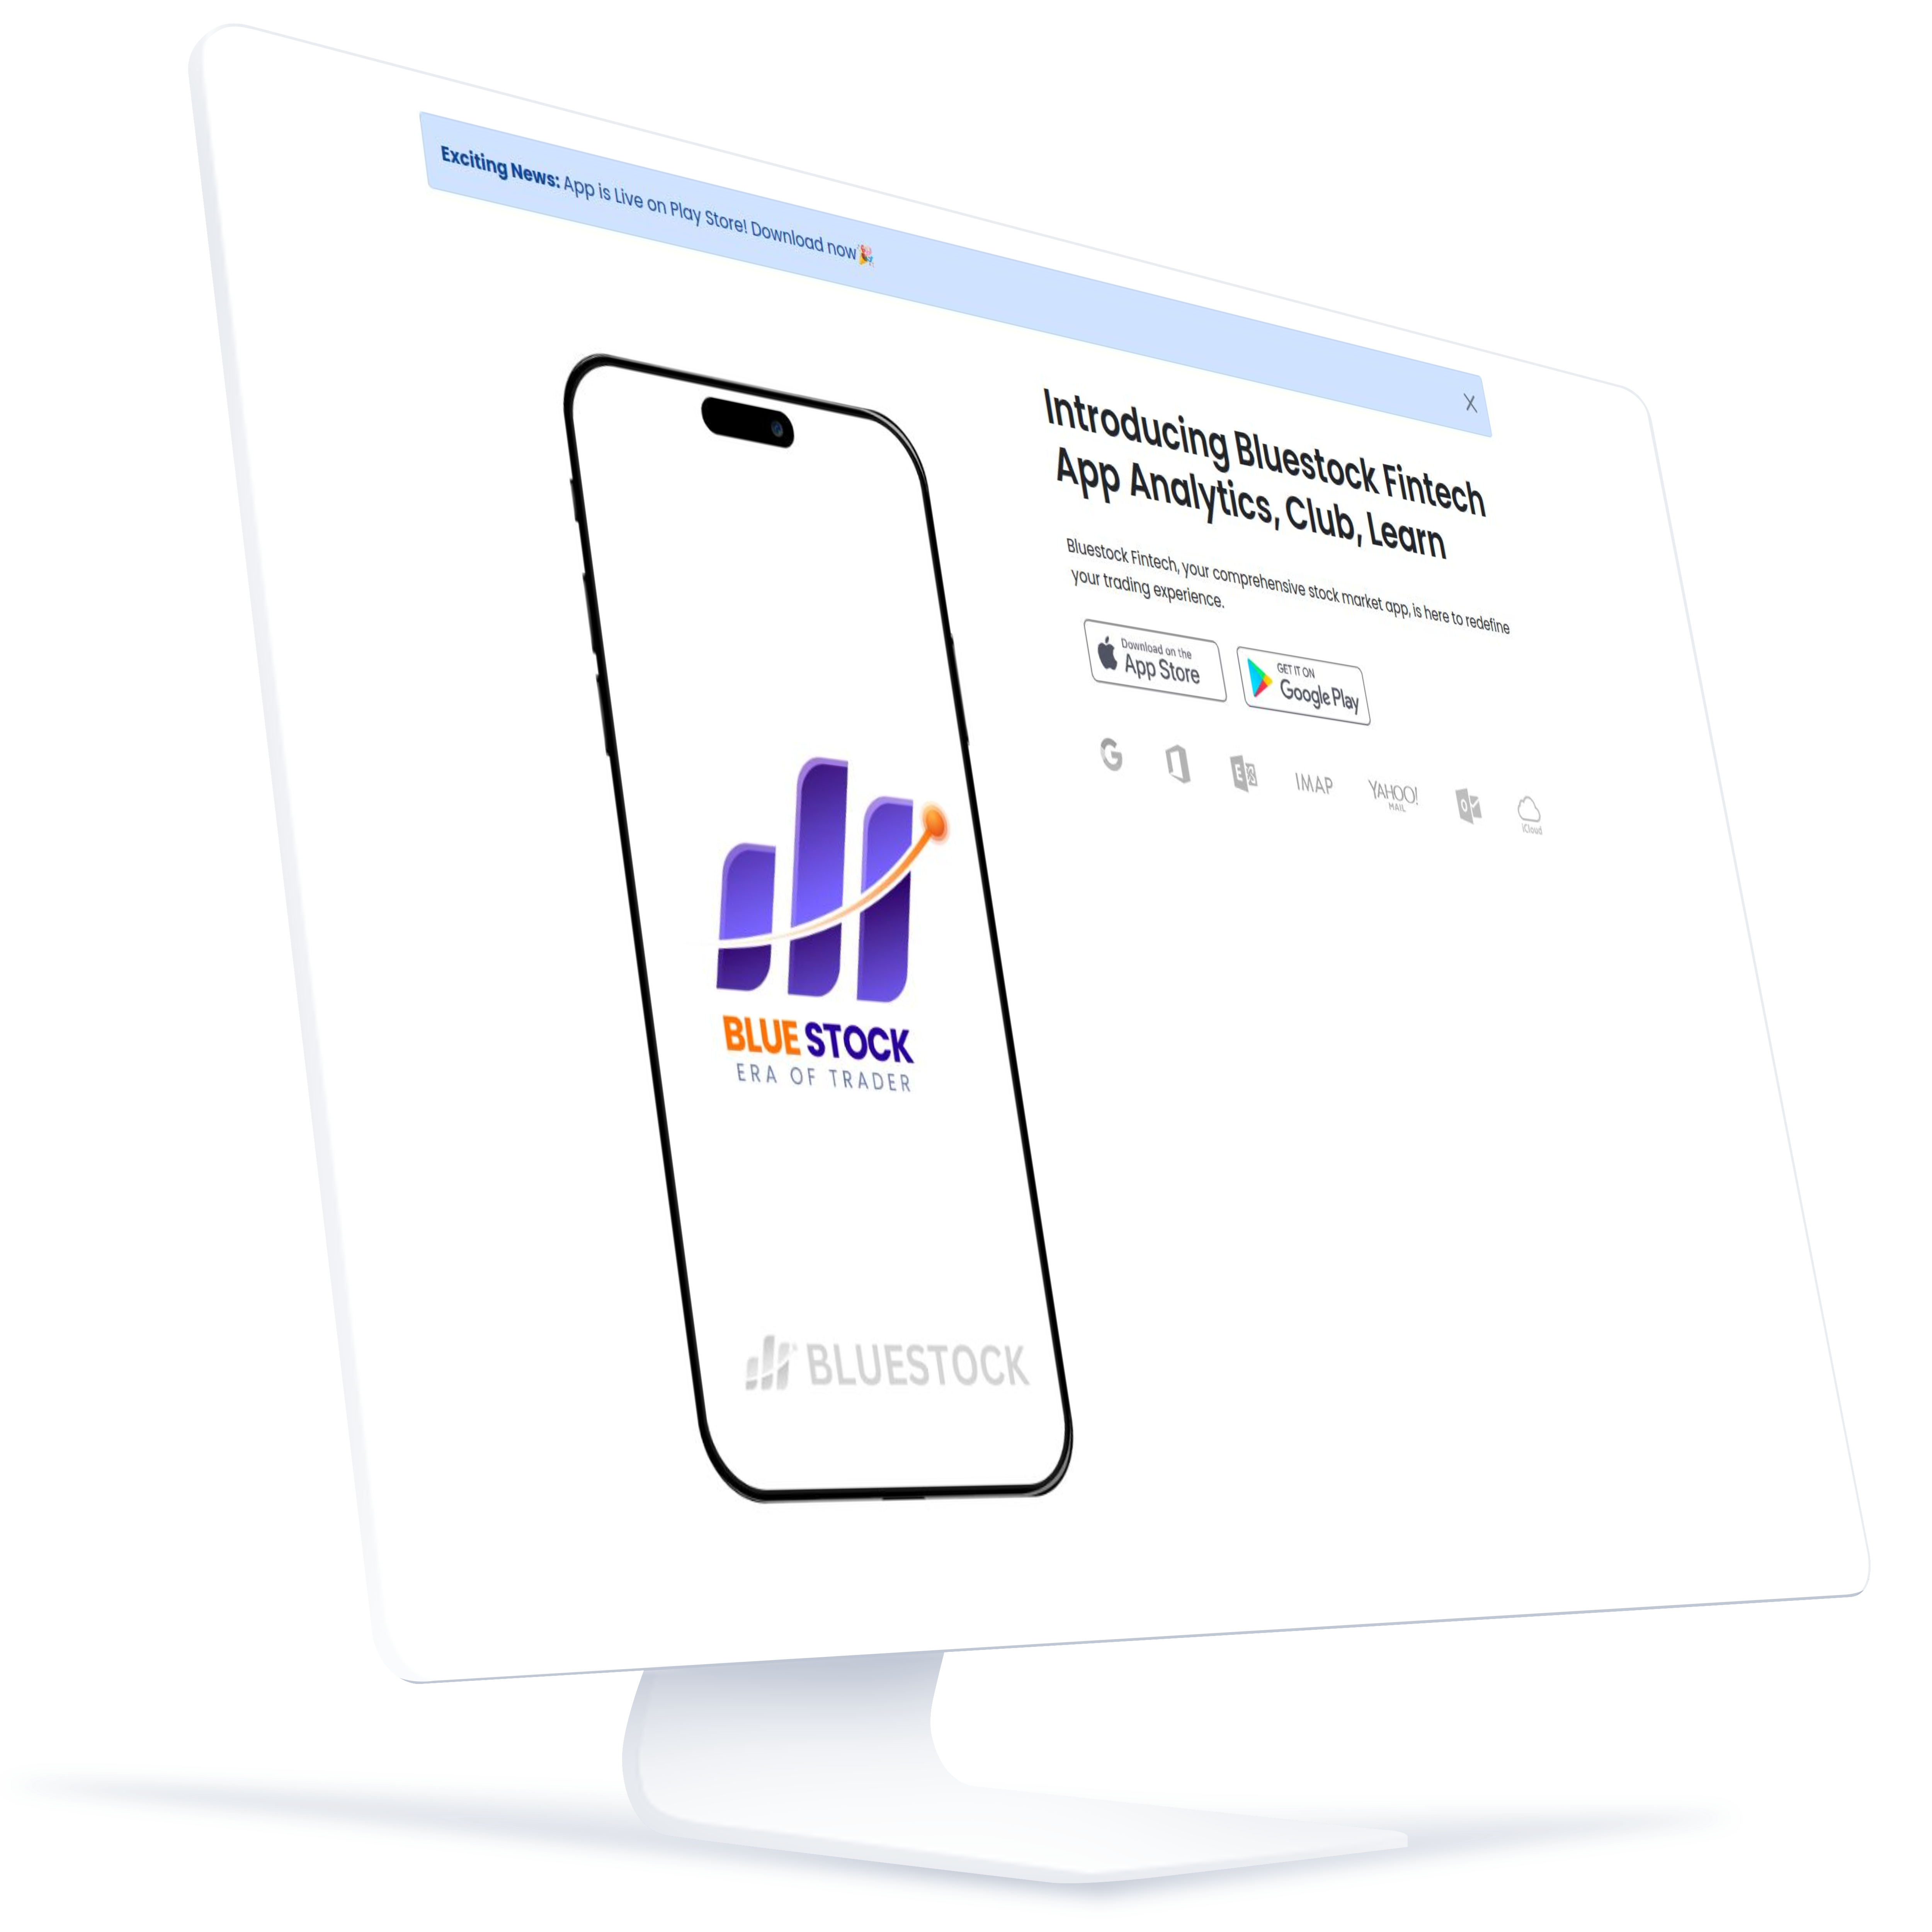 Exciting News: App is Live on Play Store! Download now🎉
Introducing Bluestock Fintech
App Analytics, Club, Learn
Bluestock Fintech, your comprehensive stock market app, is here to redefine
your trading experience.
Download on the
App Store
GET IT ON
Google Play
G
E
IMAP
YAHOO!
MAIL
O
iCloud
BLUE STOCK
ERA OF TRADER
BLUESTOCK